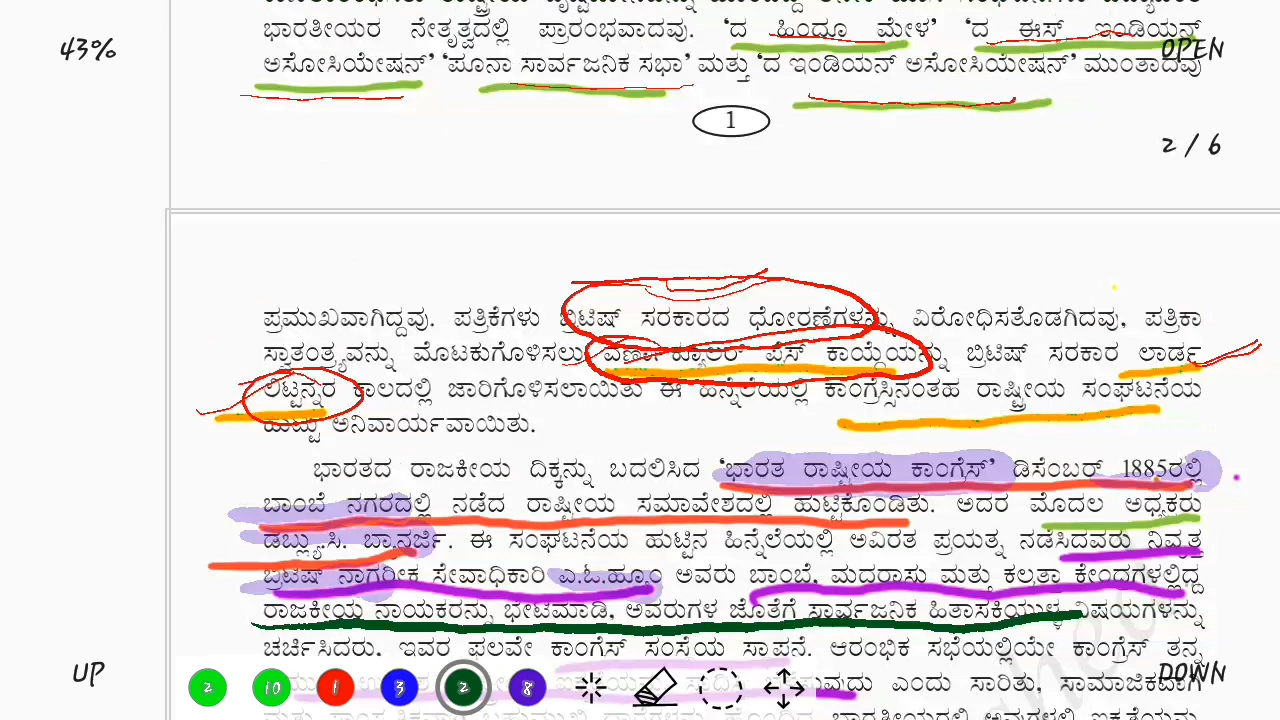 ಭಾರತೀಯರ ನೇತೃತ್ವದಲ್ಲಿ ಪ್ರಾರಂಭವಾದವು. ‘ದ ಹಿಂದೂ ಮೇಳ’ ‘ದ ಈಸ್ಟ್ ಇಂಡಿಯನ್
43%
OPEN
ಅಸೋಸಿಯೇಷನ್’ ‘ಪೂನಾ ಸಾರ್ವಜನಿಕ ಸಭಾ’ ಮತ್ತು ‘ದ ಇಂಡಿಯನ್ ಅಸೋಸಿಯೇಷನ್’ ಮುಂತಾದವು
1
2 / 6
ಪ್ರಮುಖವಾಗಿದ್ದವು. ಪತ್ರಿಕೆಗಳು ಬ್ರಿಟಿಷ್ ಸರಕಾರದ ಧೋರಣೆಗಳನ್ನು ವಿರೋಧಿಸತೊಡಗಿದವು, ಪತ್ರಿಕಾ
ಸ್ವಾತಂತ್ರ್ಯವನ್ನು ಮೊಟಕುಗೊಳಿಸಲು ವರ್ನಾಕ್ಯೂಲರ್ ಪ್ರೆಸ್ ಕಾಯ್ದೆಯನ್ನು ಬ್ರಿಟಿಷ್ ಸರಕಾರ ಲಾರ್ಡ್
ಲಿಟ್ಟನ್ನರ ಕಾಲದಲ್ಲಿ ಜಾರಿಗೊಳಿಸಲಾಯಿತು ಈ ಹಿನ್ನೆಲೆಯಲ್ಲಿ ಕಾಂಗ್ರೆಸ್ಸಿನಂತಹ ರಾಷ್ಟ್ರೀಯ ಸಂಘಟನೆಯ
ಹುಟ್ಟು ಅನಿವಾರ್ಯವಾಯಿತು.
ಭಾರತದ ರಾಜಕೀಯ ದಿಕ್ಕನ್ನು ಬದಲಿಸಿದ ‘ಭಾರತ ರಾಷ್ಟ್ರೀಯ ಕಾಂಗ್ರೆಸ್’ ಡಿಸೆಂಬರ್ 1885ರಲ್ಲಿ
ಬಾಂಬೆ ನಗರದಲ್ಲಿ ನಡೆದ ರಾಷ್ಟ್ರೀಯ ಸಮಾವೇಶದಲ್ಲಿ ಹುಟ್ಟಿಕೊಂಡಿತು. ಅದರ ಮೊದಲ ಅಧ್ಯಕ್ಷರು
ಡಬ್ಲ್ಯು.ಸಿ. ಬ್ಯಾನರ್ಜಿ. ಈ ಸಂಘಟನೆಯ ಹುಟ್ಟಿನ ಹಿನ್ನೆಲೆಯಲ್ಲಿ ಅವಿರತ ಪ್ರಯತ್ನ ನಡೆಸಿದವರು ನಿವೃತ್ತ
ಬ್ರಿಟಿಷ್ ನಾಗರೀಕ ಸೇವಾಧಿಕಾರಿ ಎ.ಓ.ಹ್ಯೂಂ ಅವರು ಬಾಂಬೆ, ಮದರಾಸು ಮತ್ತು ಕಲ್ಕತ್ತಾ ಕೇಂದ್ರಗಳಲ್ಲಿದ್ದ
ರಾಜಕೀಯ ನಾಯಕರನ್ನು ಭೇಟಿಮಾಡಿ, ಅವರುಗಳ ಜೊತೆಗೆ ಸಾರ್ವಜನಿಕ ಹಿತಾಸಕ್ತಿಯುಳ್ಳ ವಿಷಯಗಳನ್ನು
ಚರ್ಚಿಸಿದರು. ಇವರ ಫಲವೇ ಕಾಂಗ್ರೆಸ್ ಸಂಸ್ಥೆಯ ಸ್ಥಾಪನೆ. ಆರಂಭಿಕ ಸಭೆಯಲ್ಲಿಯೇ ಕಾಂಗ್ರೆಸ್ ತನ್ನ
UP
DOWN
2 10 1 3 2 8
ಎಂದು ಸಾರಿತು, ಸಾಮಾಜಿಕವಾಗಿ